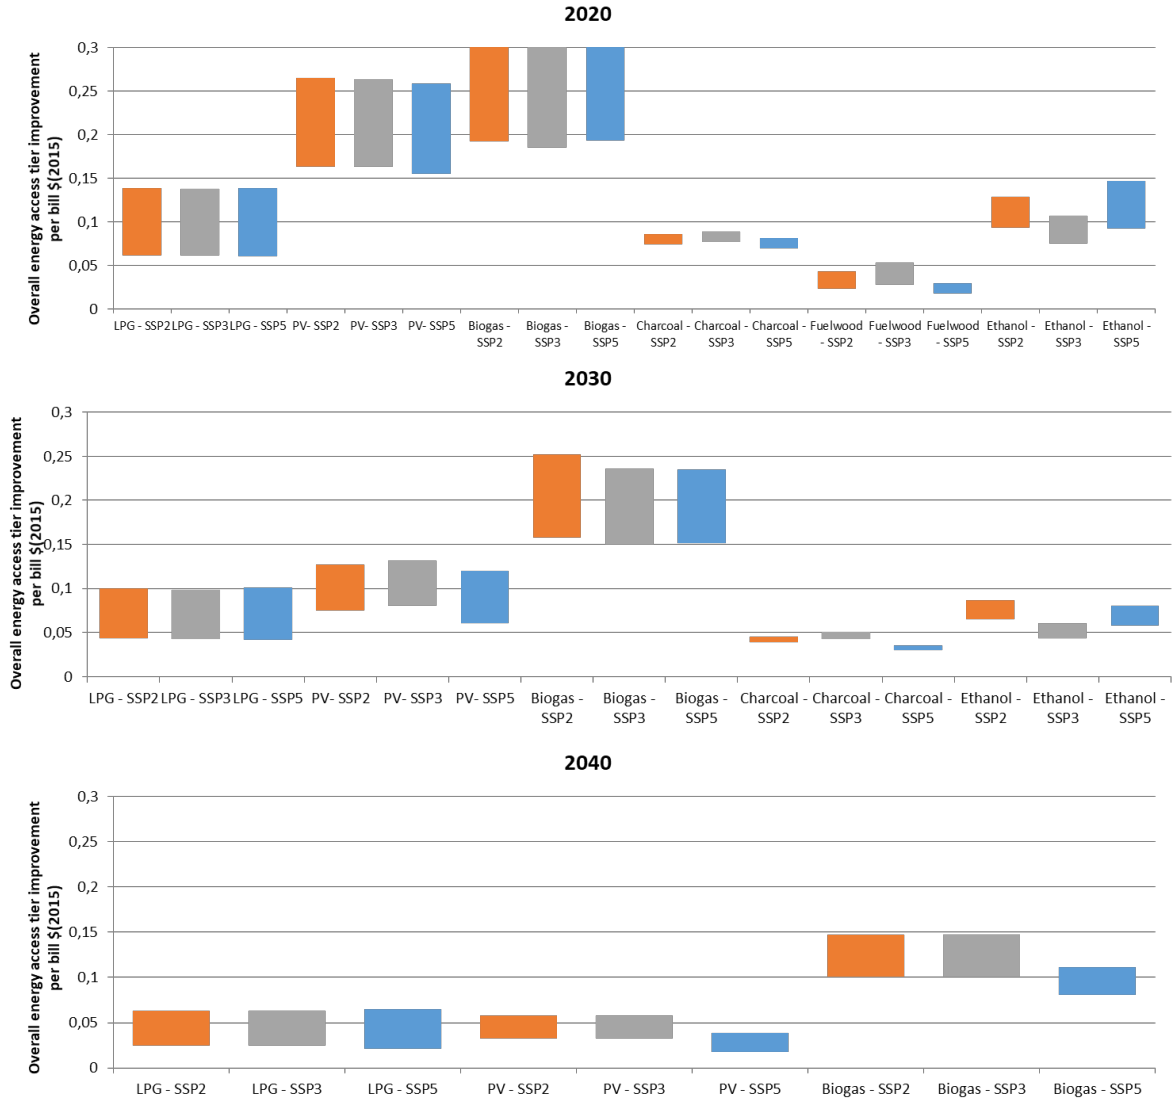 2020
Overall energy access tier improvement
per bill $(2015)
0,3
0,25
0,2
0,15
0,1
0,05
0
LPG - SSP2 LPG - SSP3 LPG - SSP5 PV- SSP2 PV- SSP3 PV- SSP5 Biogas - Biogas - Biogas - Charcoal - Charcoal - Charcoal - Fuelwood Fuelwood Fuelwood Ethanol - Ethanol - Ethanol -
SSP2 SSP3 SSP5 SSP2 SSP3 SSP5 - SSP2 - SSP3 - SSP5 SSP2 SSP3 SSP5
2030
Overall energy access tier improvement
per bill $(2015)
0,3
0,25
0,2
0,15
0,1
0,05
0
LPG - SSP2 LPG - SSP3 LPG - SSP5 PV- SSP2 PV- SSP3 PV- SSP5 Biogas - Biogas - Biogas - Charcoal - Charcoal - Charcoal - Ethanol - Ethanol - Ethanol -
SSP2 SSP3 SSP5 SSP2 SSP3 SSP5 SSP2 SSP3 SSP5
2040
Overall energy access tier improvement
per bill $(2015)
0,3
0,25
0,2
0,15
0,1
0,05
0
LPG - SSP2 LPG - SSP3 LPG - SSP5 PV - SSP2 PV - SSP3 PV - SSP5 Biogas - SSP2 Biogas - SSP3 Biogas - SSP5